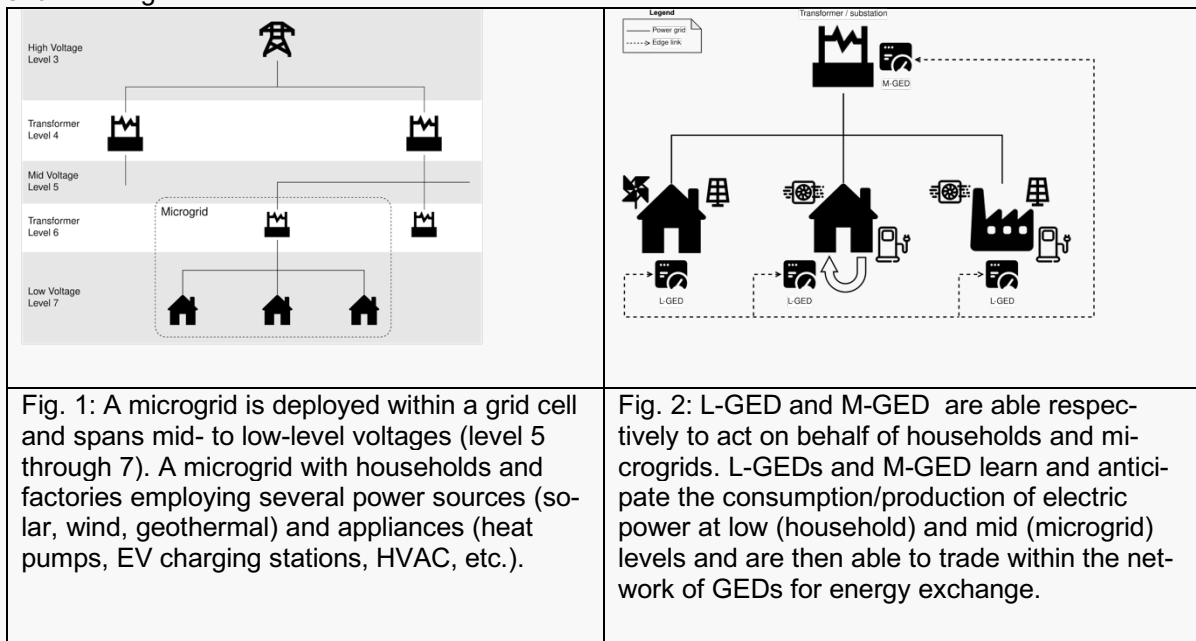 High Voltage
Level 3
Transformer
Level 4
Mid Voltage
Level 5
Transformer
Level 6
Microgrid
Low Voltage
Level 7
Legend
Power grid
Edge link
Transformer / substation
M-GED
L-GED
L-GED
L-GED
Fig. 1: A microgrid is deployed within a grid cell
and spans mid- to low-level voltages (level 5
through 7). A microgrid with households and
factories employing several power sources (so-
lar, wind, geothermal) and appliances (heat
pumps, EV charging stations, HVAC, etc.).
Fig. 2: L-GED and M-GED are able respec-
tively to act on behalf of households and mi-
crogrids. L-GEDs and M-GED learn and antici-
pate the consumption/production of electric
power at low (household) and mid (microgrid)
levels and are then able to trade within the net-
work of GEDs for energy exchange.